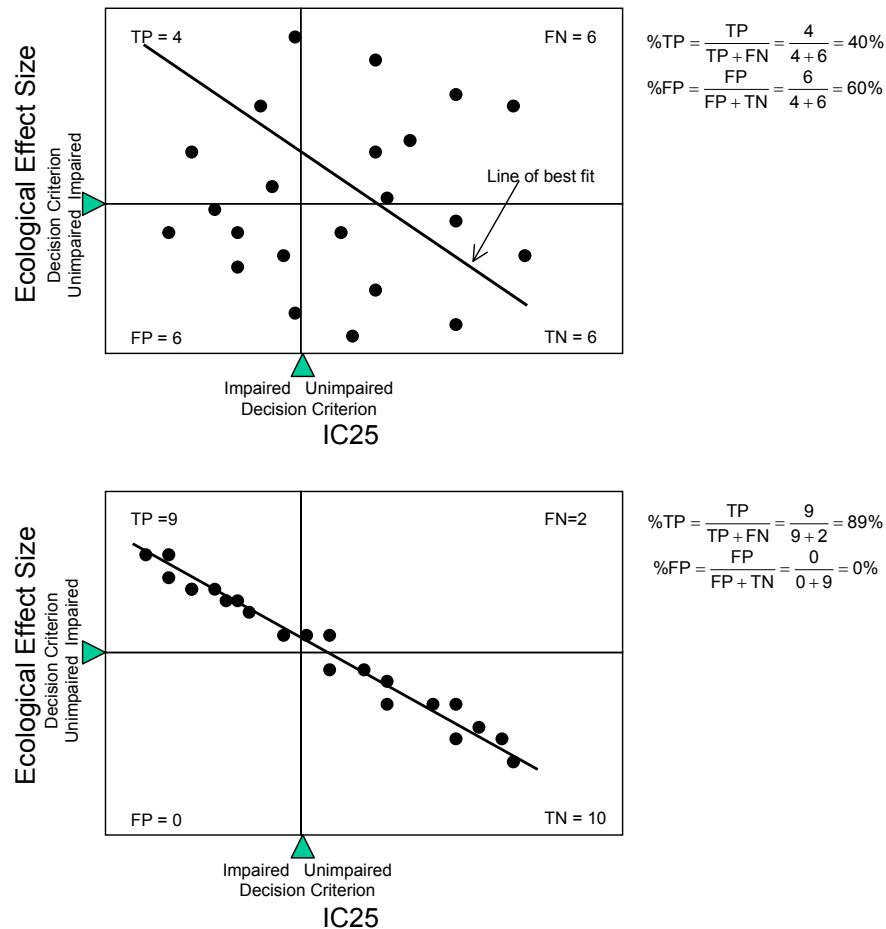 TP = 4
FN = 6
%TP = TP / (TP + FN) = 4 / (4 + 6) = 40%
%FP = FP / (FP + TN) = 6 / (4 + 6) = 60%
Ecological Effect Size
Decision Criterion
Unimpaired Impaired
Line of best fit
FP = 6
TN = 6
Impaired Unimpaired
Decision Criterion
IC25
TP =9
FN=2
%TP = TP / (TP + FN) = 9 / (9 + 2) = 89%
%FP = FP / (FP + TN) = 0 / (0 + 9) = 0%
Ecological Effect Size
Decision Criterion
Unimpaired Impaired
FP = 0
TN = 10
Impaired Unimpaired
Decision Criterion
IC25